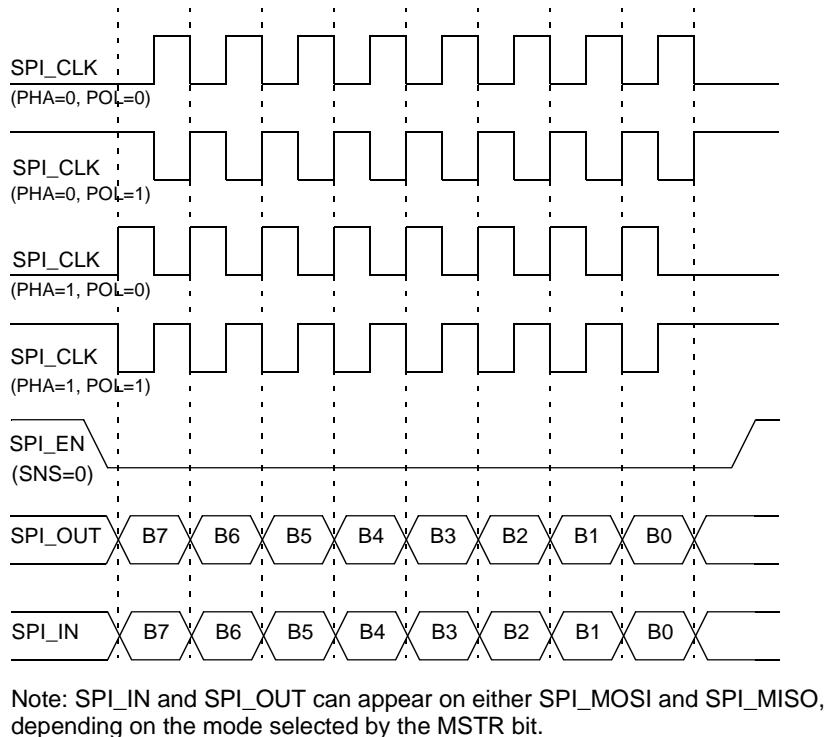 SPI_CLK
(PHA=0, POL=0)
SPI_CLK
(PHA=0, POL=1)
SPI_CLK
(PHA=1, POL=0)
SPI_CLK
(PHA=1, POL=1)
SPI_EN
(SNS=0)
SPI_OUT B7 B6 B5 B4 B3 B2 B1 B0
SPI_IN B7 B6 B5 B4 B3 B2 B1 B0
Note: SPI_IN and SPI_OUT can appear on either SPI_MOSI and SPI_MISO,
depending on the mode selected by the MSTR bit.